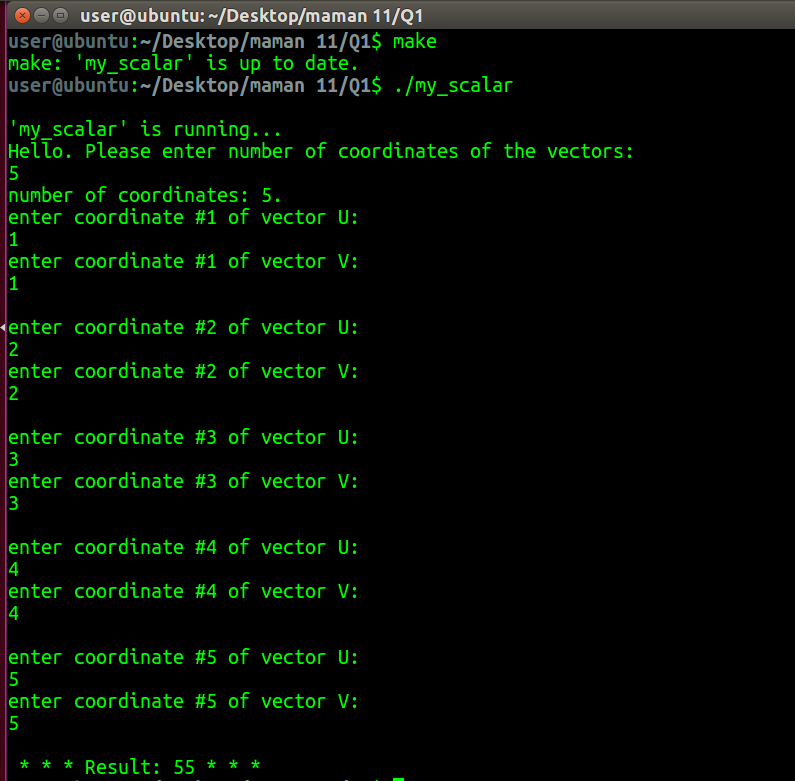 user@ubuntu: ~/Desktop/maman 11/Q1
user@ubuntu:~/Desktop/maman 11/Q1$ make
make: 'my_scalar' is up to date.
user@ubuntu:~/Desktop/maman 11/Q1$ ./my_scalar
'my_scalar' is running...
Hello. Please enter number of coordinates of the vectors:
5
number of coordinates: 5.
enter coordinate #1 of vector U:
1
enter coordinate #1 of vector V:
1
enter coordinate #2 of vector U:
2
enter coordinate #2 of vector V:
2
enter coordinate #3 of vector U:
3
enter coordinate #3 of vector V:
3
enter coordinate #4 of vector U:
4
enter coordinate #4 of vector V:
4
enter coordinate #5 of vector U:
5
enter coordinate #5 of vector V:
5
* * * Result: 55 * * *